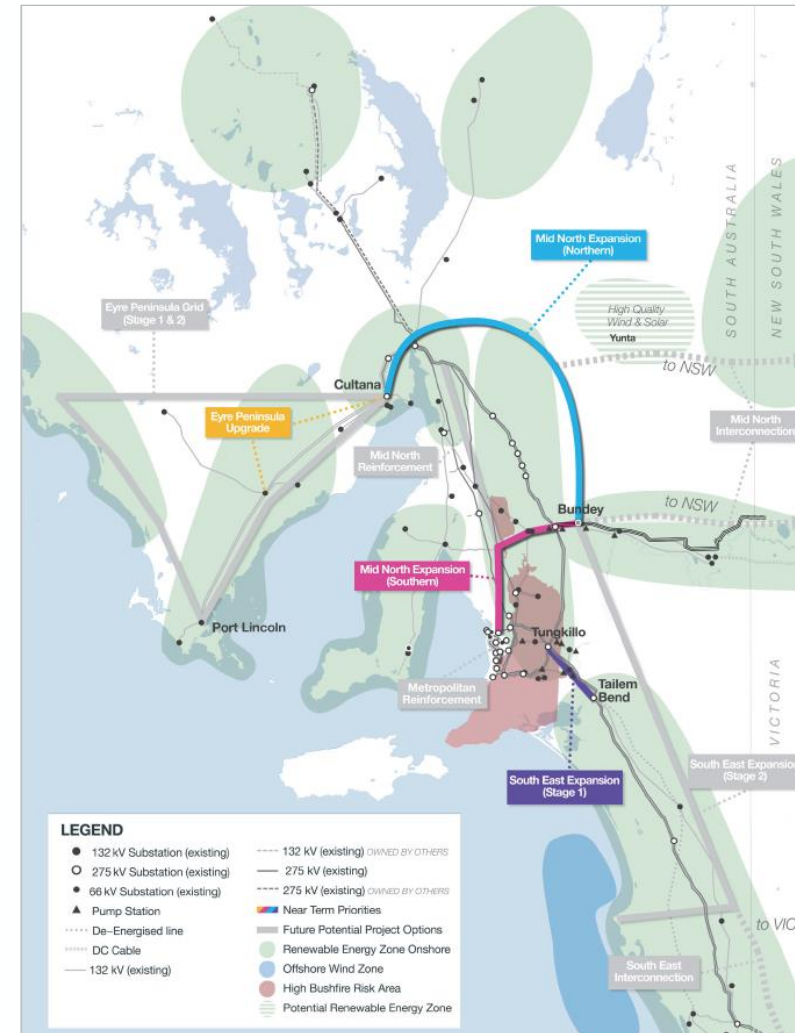 Mid North Expansion
(Northern)
SOUTH AUSTRALIA
NEW SOUTH WALES
High Quality
Wind & Solar
Yunta
Eyre Peninsula Grid
(Stage 1 & 2)
to NSW
Cultana
Eyre Peninsula
Upgrade
Mid North
Interconnection
Mid North
Reinforcement
to NSW
Bundey
Mid North Expansion
(Southern)
Port Lincoln
Tungkillo
Metropolitan
Reinforcement
Tailem
Bend
VICTORIA
South East Expansion
(Stage 2)
South East Expansion
(Stage 1)
LEGEND
132 kV Substation (existing)
275 kV Substation (existing)
66 kV Substation (existing)
Pump Station
De-Energised line
DC Cable
132 kV (existing)
132 kV (existing) OWNED BY OTHERS
275 kV (existing)
275 kV (existing) OWNED BY OTHERS
Near Term Priorities
Future Potential Project Options
Renewable Energy Zone Onshore
Offshore Wind Zone
High Bushfire Risk Area
Potential Renewable Energy Zone
to VIC
South East
Interconnection